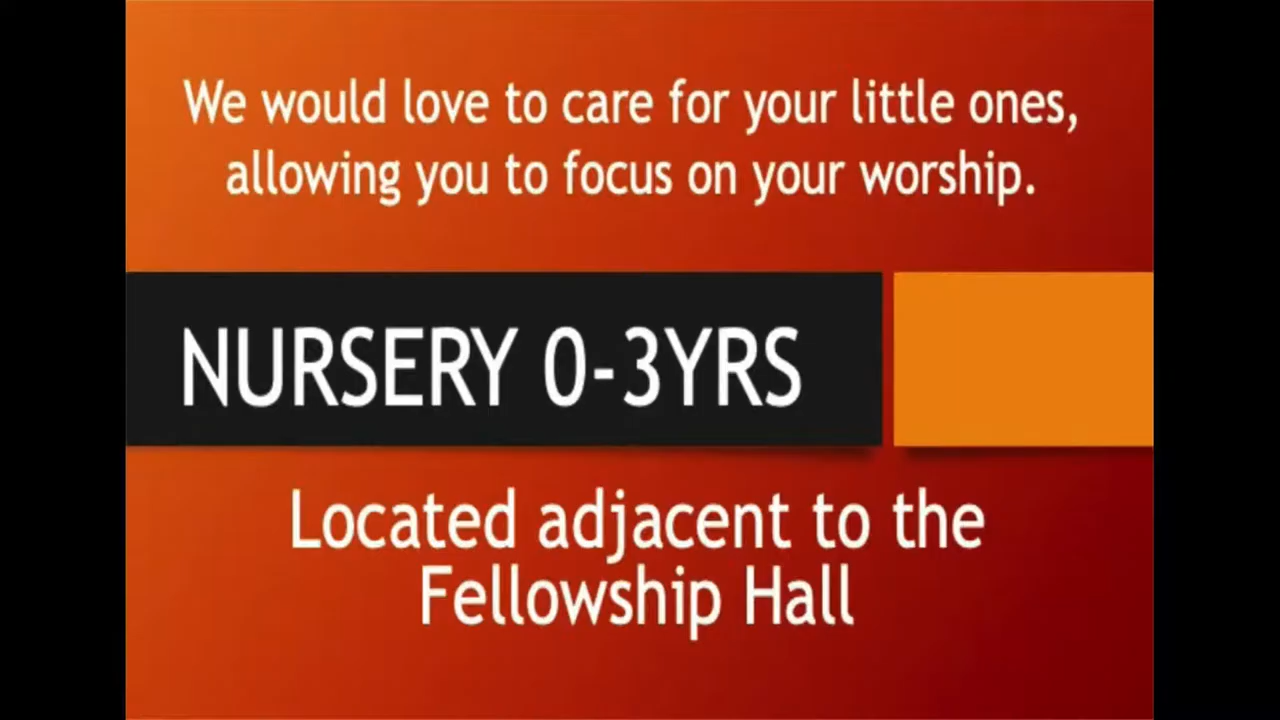 We would love to care for your little ones,
allowing you to focus on your worship.
NURSERY 0-3YRS
Located adjacent to the
Fellowship Hall